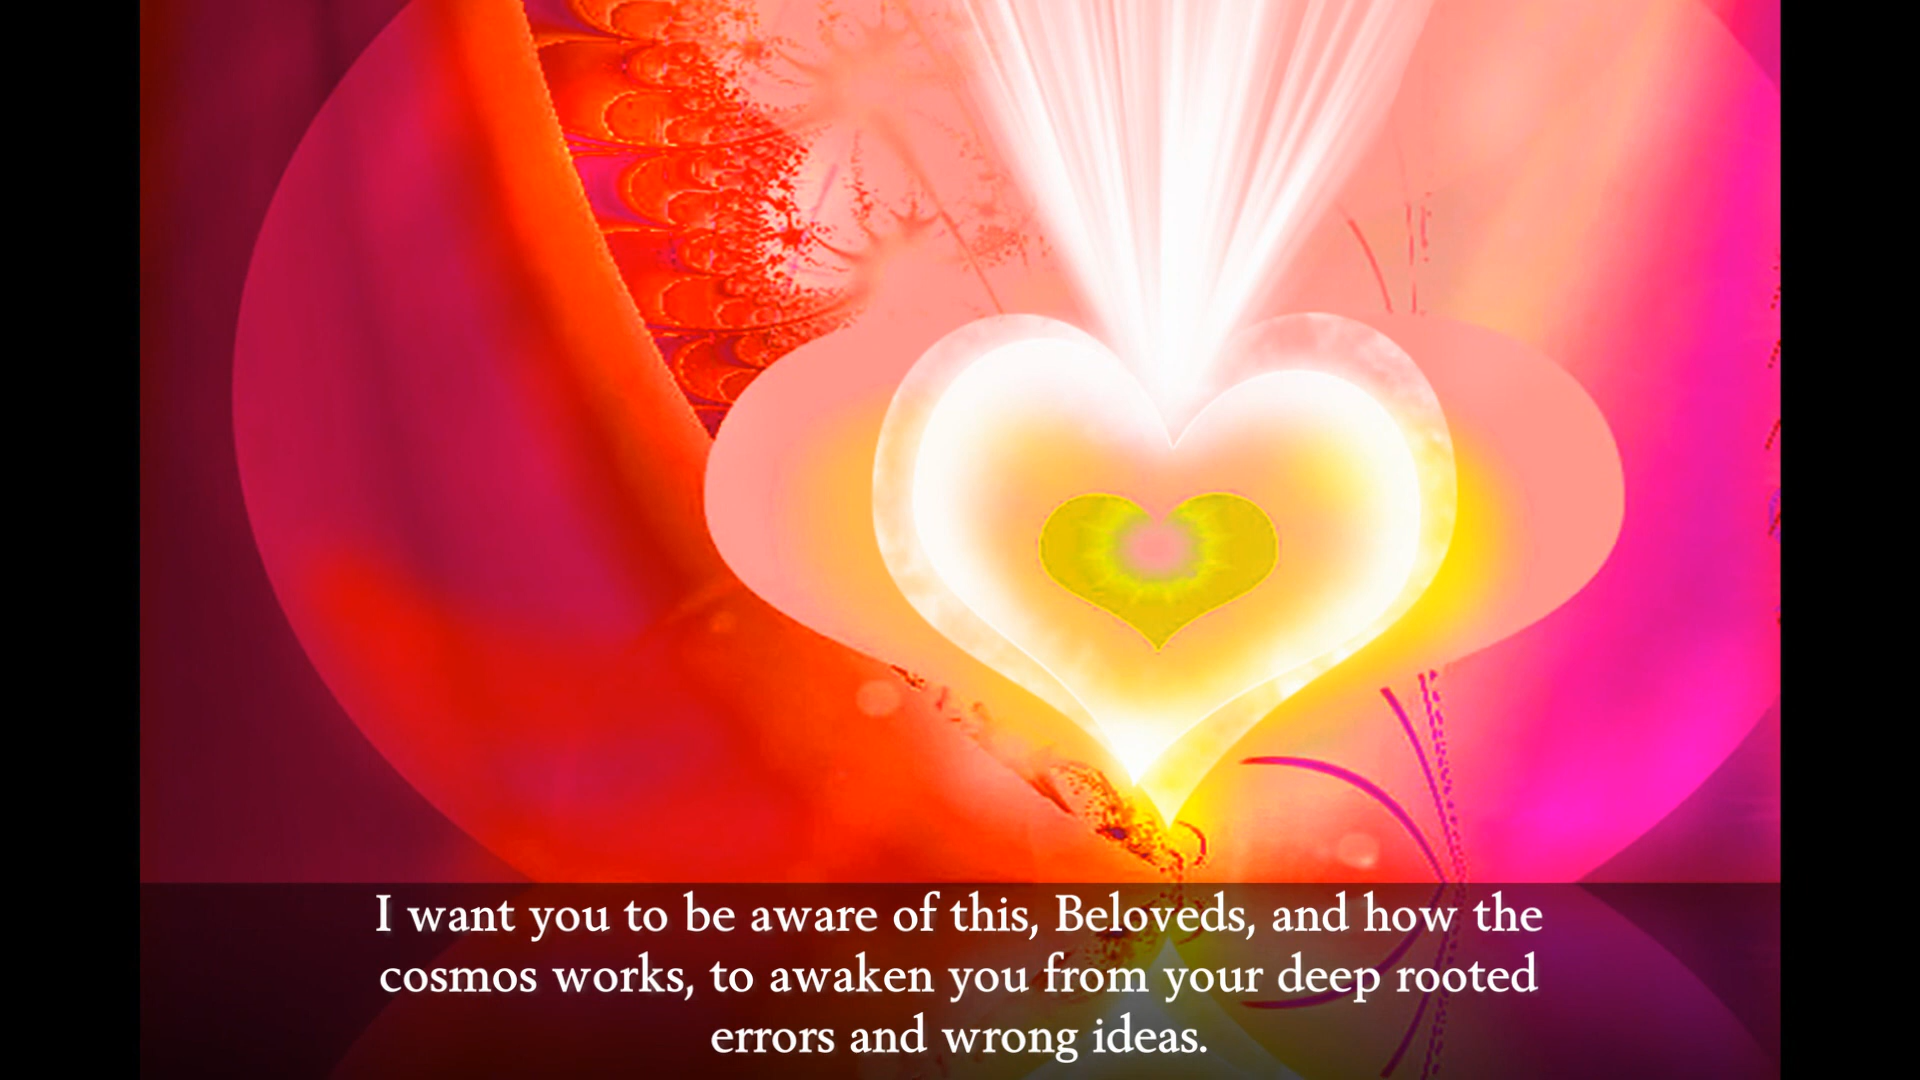 I want you to be aware of this, Beloveds, and how the
cosmos works, to awaken you from your deep rooted
errors and wrong ideas.